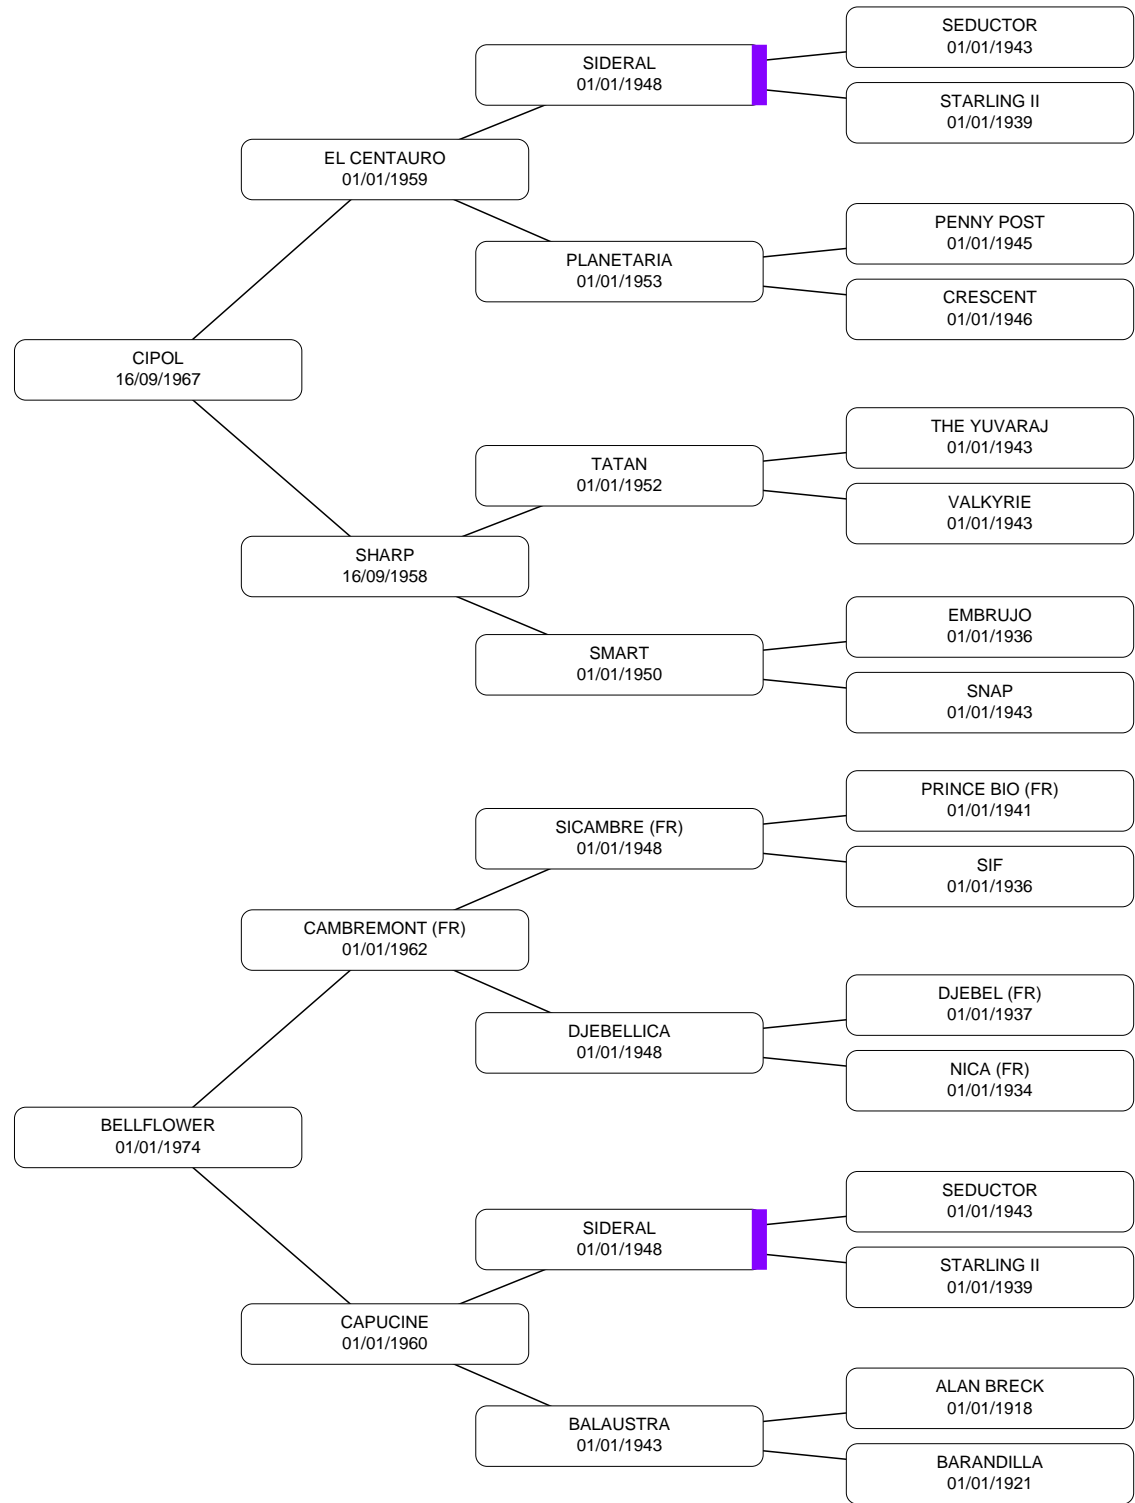 SEDUCTOR
01/01/1943
SIDERAL
01/01/1948
STARLING II
01/01/1939
EL CENTAURO
01/01/1959
PENNY POST
01/01/1945
PLANETARIA
01/01/1953
CRESCENT
01/01/1946
CIPOL
16/09/1967
THE YUVARAJ
01/01/1943
TATAN
01/01/1952
VALKYRIE
01/01/1943
SHARP
16/09/1958
EMBRUJO
01/01/1936
SMART
01/01/1950
SNAP
01/01/1943
PRINCE BIO (FR)
01/01/1941
SICAMBRE (FR)
01/01/1948
SIF
01/01/1936
CAMBREMONT (FR)
01/01/1962
DJEBEL (FR)
01/01/1937
DJEBELLICA
01/01/1948
NICA (FR)
01/01/1934
BELLFLOWER
01/01/1974
SEDUCTOR
01/01/1943
SIDERAL
01/01/1948
STARLING II
01/01/1939
CAPUCINE
01/01/1960
ALAN BRECK
01/01/1918
BALAUSTRA
01/01/1943
BARANDILLA
01/01/1921